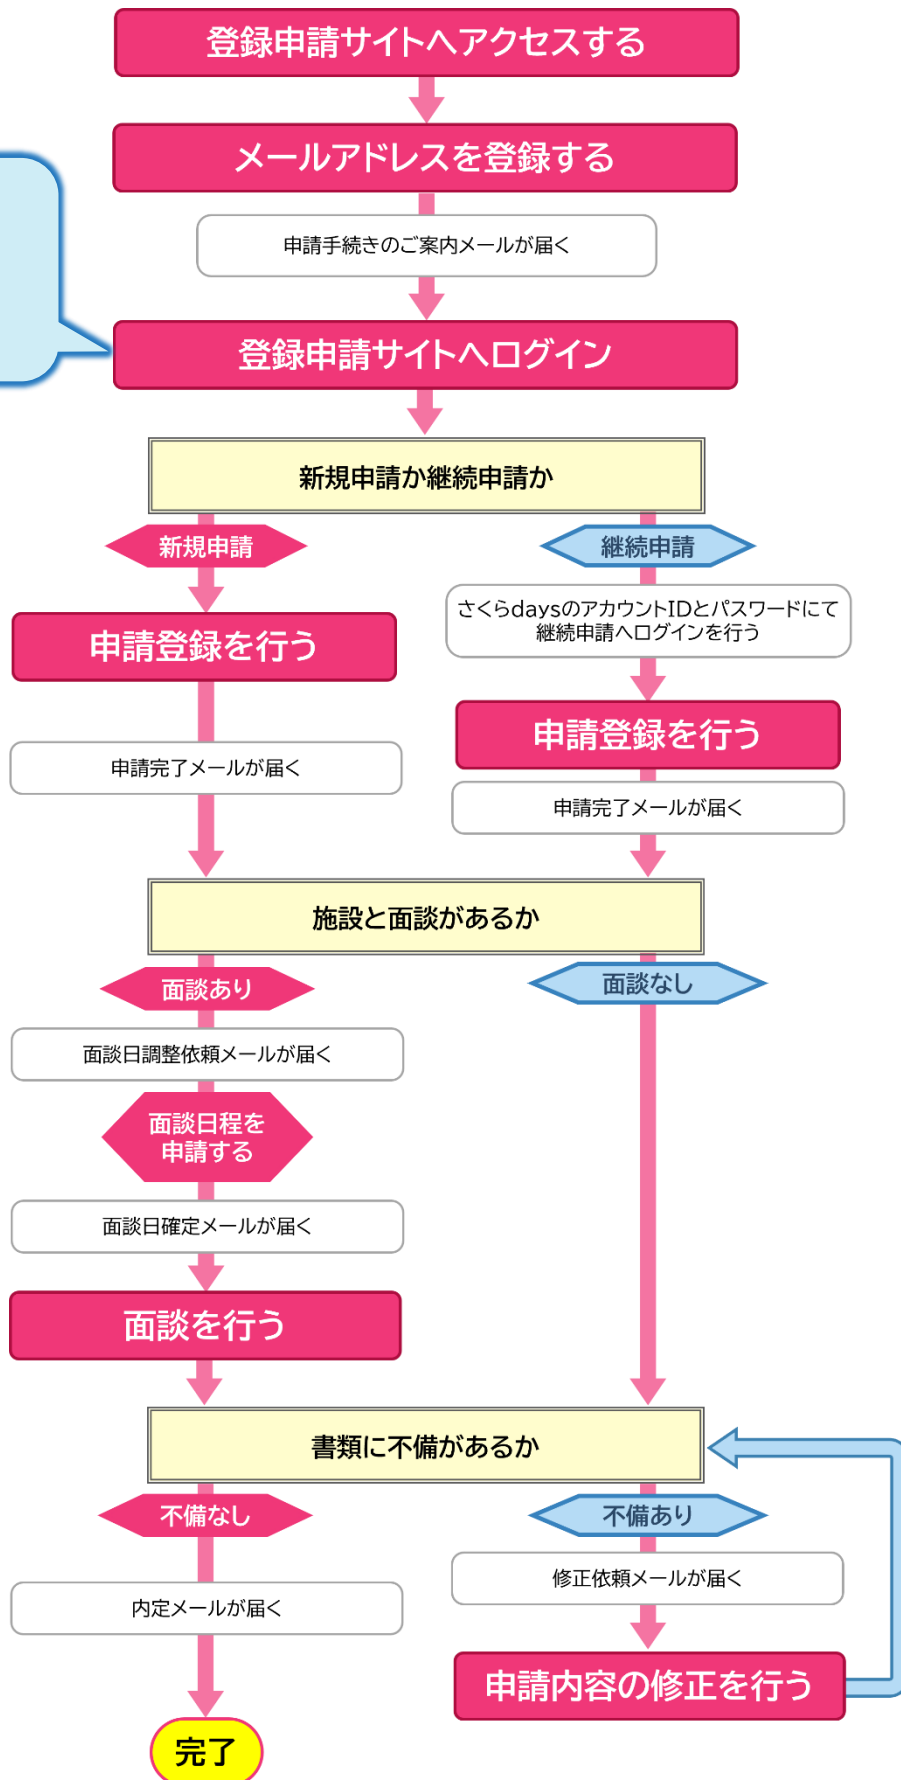 登録申請サイトへアクセスする
メールアドレスを登録する
申請手続きのご案内メールが届く
登録申請サイトへログイン
新規申請か継続申請か
新規申請
継続申請
さくらdaysのアカウントIDとパスワードにて
継続申請へログインを行う
申請登録を行う
申請登録を行う
申請完了メールが届く
申請完了メールが届く
施設と面談があるか
面談あり
面談なし
面談日調整依頼メールが届く
面談日程を
申請する
面談日確定メールが届く
面談を行う
書類に不備があるか
不備なし
不備あり
修正依頼メールが届く
内定メールが届く
申請内容の修正を行う
完了